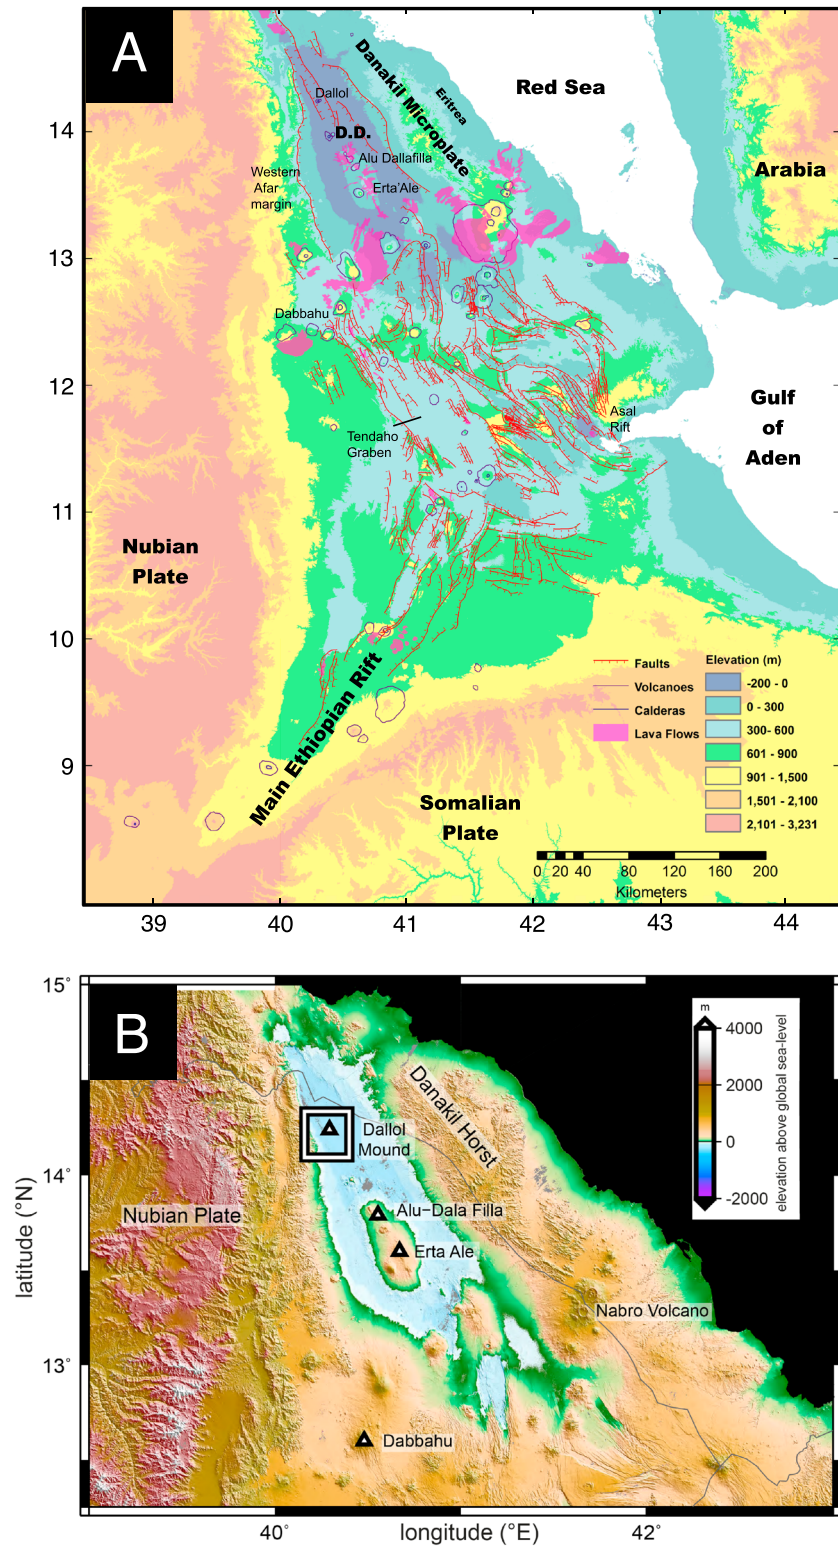 A
Red Sea
Danakil Microplate
Eritrea
Arabia
Dallol
D.D.
Alu Dallafilla
Western
Afar
margin
Erta'Ale
Dabbahu
Tendaho
Graben
Asal
Rift
Gulf
of
Aden
Nubian
Plate
Main Ethiopian Rift
Somalian
Plate
Faults
Volcanoes
Calderas
Lava Flows
Elevation (m)
-200 - 0
0 - 300
300- 600
601 - 900
901 - 1,500
1,501 - 2,100
2,101 - 3,231
0 20 40 80 120 160 200
Kilometers
14
13
12
11
10
9
39 40 41 42 43 44
B
15°
14°
13°
latitude (°N)
m
4000
2000
0
-2000
elevation above global sea-level
Danakil Horst
Dallol
Mound
Nubian Plate
Alu-Dala Filla
Erta Ale
Nabro Volcano
Dabbahu
40° longitude (°E) 42°